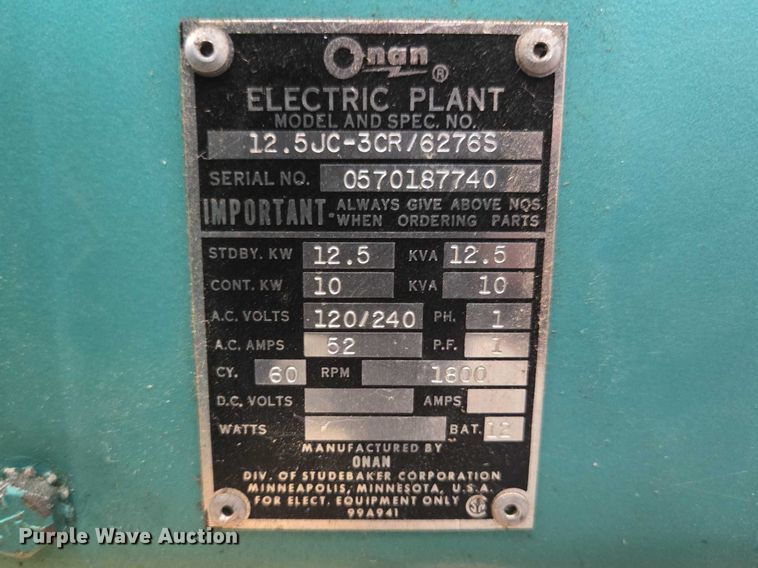 Onan ®
ELECTRIC PLANT
MODEL AND SPEC. NO.
12.5JC-3CR/6276S
SERIAL NO. 0570187740
IMPORTANT ALWAYS GIVE ABOVE NOS. WHEN ORDERING PARTS
STDBY. KW 12.5 KVA 12.5
CONT. KW 10 KVA 10
A.C. VOLTS 120/240 PH. 1
A.C. AMPS 52 P.F. 1
CY. 60 RPM 1800
D.C. VOLTS AMPS
WATTS BAT. 12
MANUFACTURED BY
ONAN
DIV. OF STUDEBAKER CORPORATION
MINNEAPOLIS, MINNESOTA, U.S.A.
FOR ELECT. EQUIPMENT ONLY
99A941
Purple Wave Auction